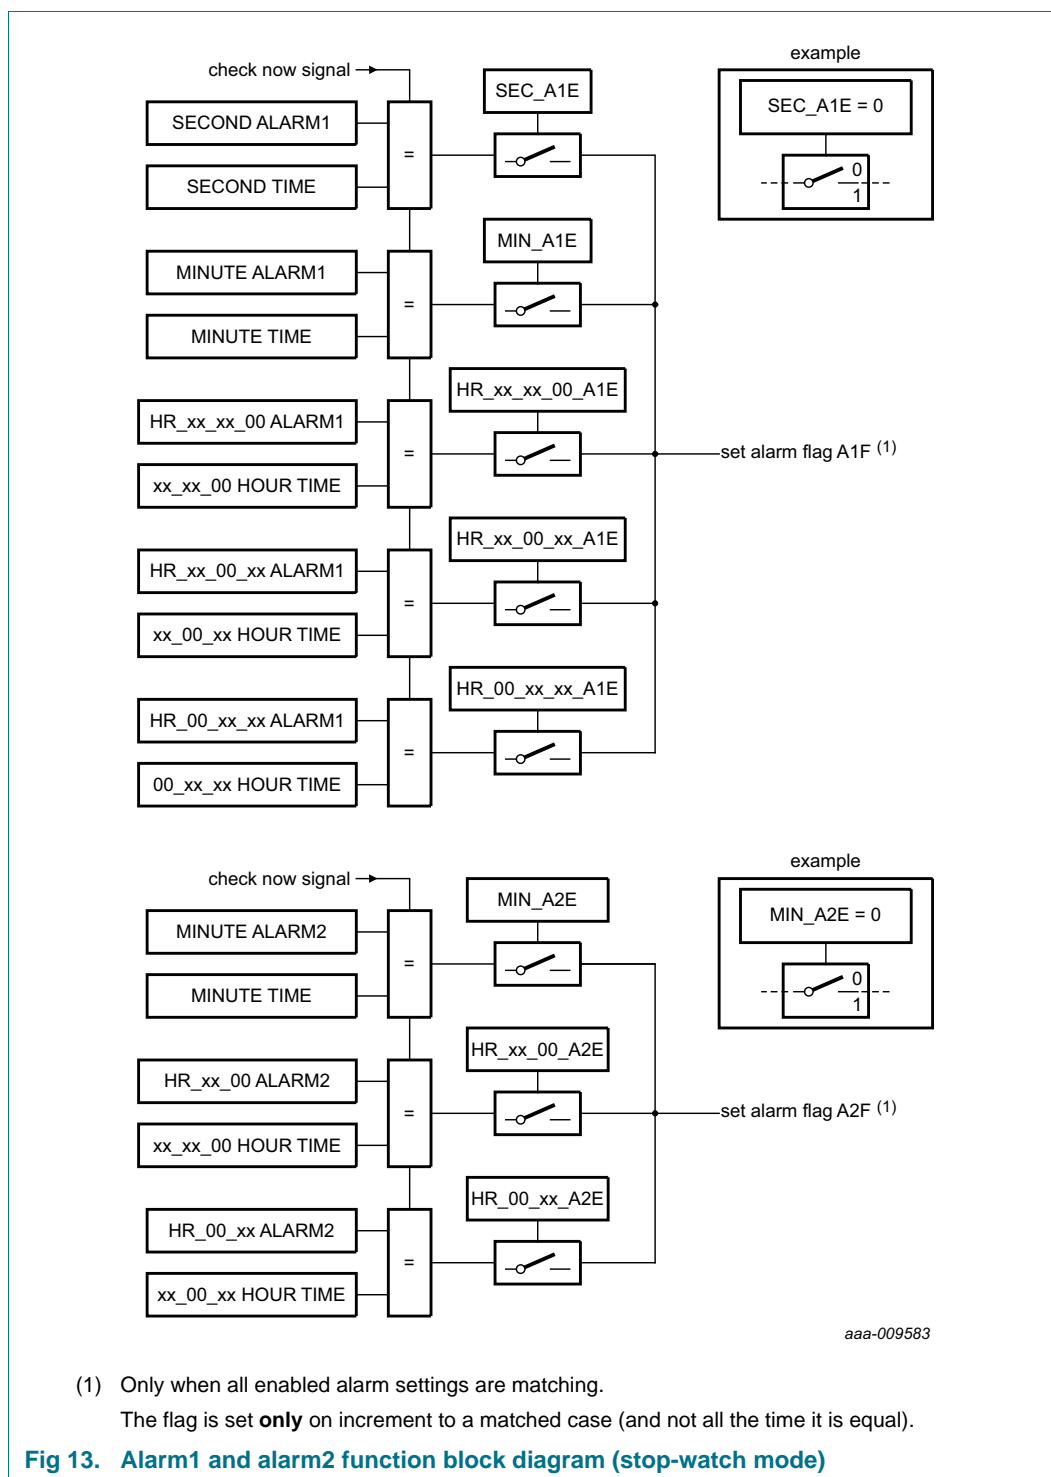 example
check now signal
SEC_A1E
SEC_A1E = 0
SECOND ALARM1
=
0
1
SECOND TIME
MIN_A1E
MINUTE ALARM1
=
MINUTE TIME
HR_xx_xx_00_A1E
HR_xx_xx_00 ALARM1
=
set alarm flag A1F (1)
xx_xx_00 HOUR TIME
HR_xx_00_xx_A1E
HR_xx_00_xx ALARM1
=
xx_00_xx HOUR TIME
HR_00_xx_xx_A1E
HR_00_xx_xx ALARM1
=
00_xx_xx HOUR TIME
example
check now signal
MIN_A2E
MIN_A2E = 0
MINUTE ALARM2
=
0
1
MINUTE TIME
HR_xx_00_A2E
HR_xx_00 ALARM2
=
set alarm flag A2F (1)
xx_xx_00 HOUR TIME
HR_00_xx_A2E
HR_00_xx ALARM2
=
xx_00_xx HOUR TIME
aaa-009583
(1) Only when all enabled alarm settings are matching.
The flag is set only on increment to a matched case (and not all the time it is equal).
Fig 13. Alarm1 and alarm2 function block diagram (stop-watch mode)